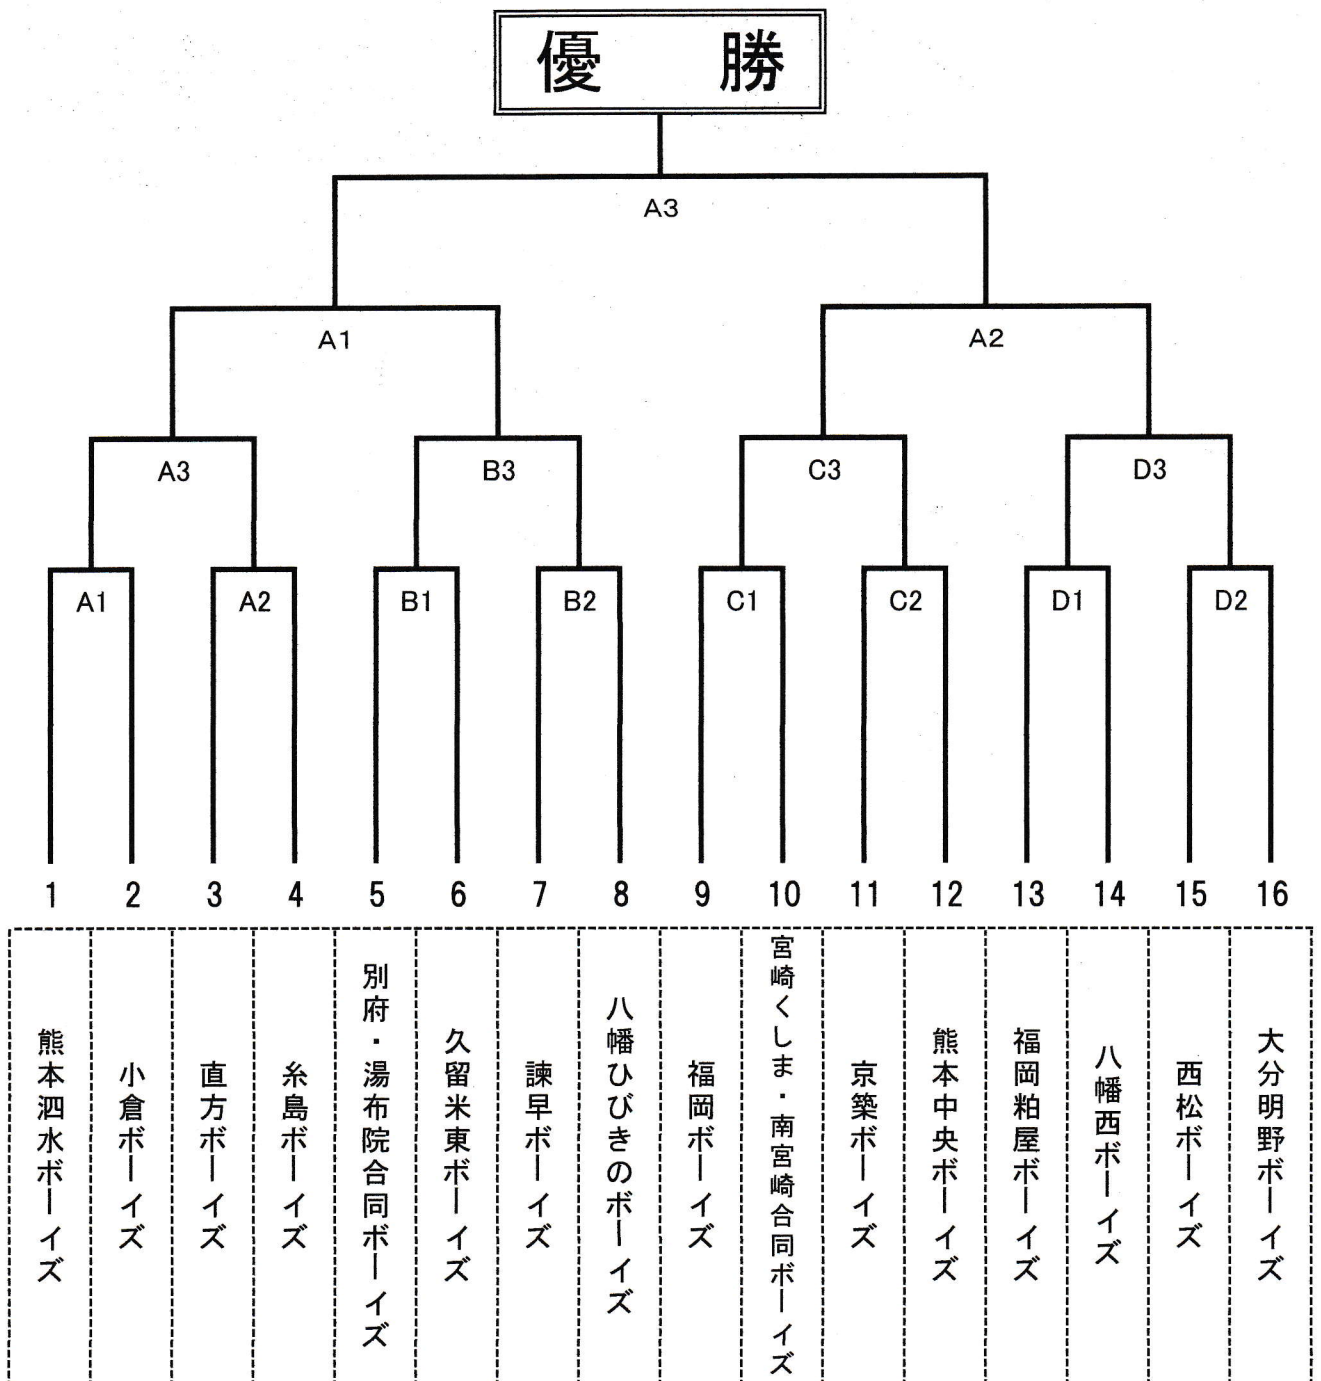 優　勝
A3
A1
A2
A3
B3
C3
D3
A1
A2
B1
B2
C1
C2
D1
D2
1
2
3
4
5
6
7
8
9
10
11
12
13
14
15
16
熊本泗水ボーイズ
小倉ボーイズ
直方ボーイズ
糸島ボーイズ
別府・湯布院合同ボーイズ
久留米東ボーイズ
諫早ボーイズ
八幡ひびきのボーイズ
福岡ボーイズ
宮崎くしま・南宮崎合同ボーイズ
京築ボーイズ
熊本中央ボーイズ
福岡粕屋ボーイズ
八幡西ボーイズ
西松ボーイズ
大分明野ボーイズ